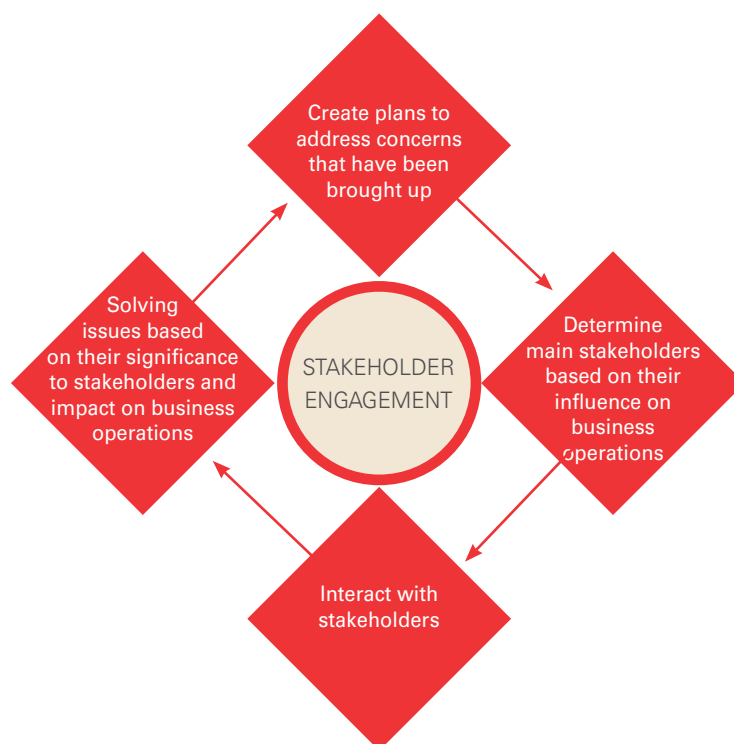 Create plans to
address concerns
that have been
brought up
Solving
issues based
on their significance
to stakeholders and
impact on business
operations
STAKEHOLDER
ENGAGEMENT
Determine
main stakeholders
based on their
influence on
business
operations
Interact with
stakeholders